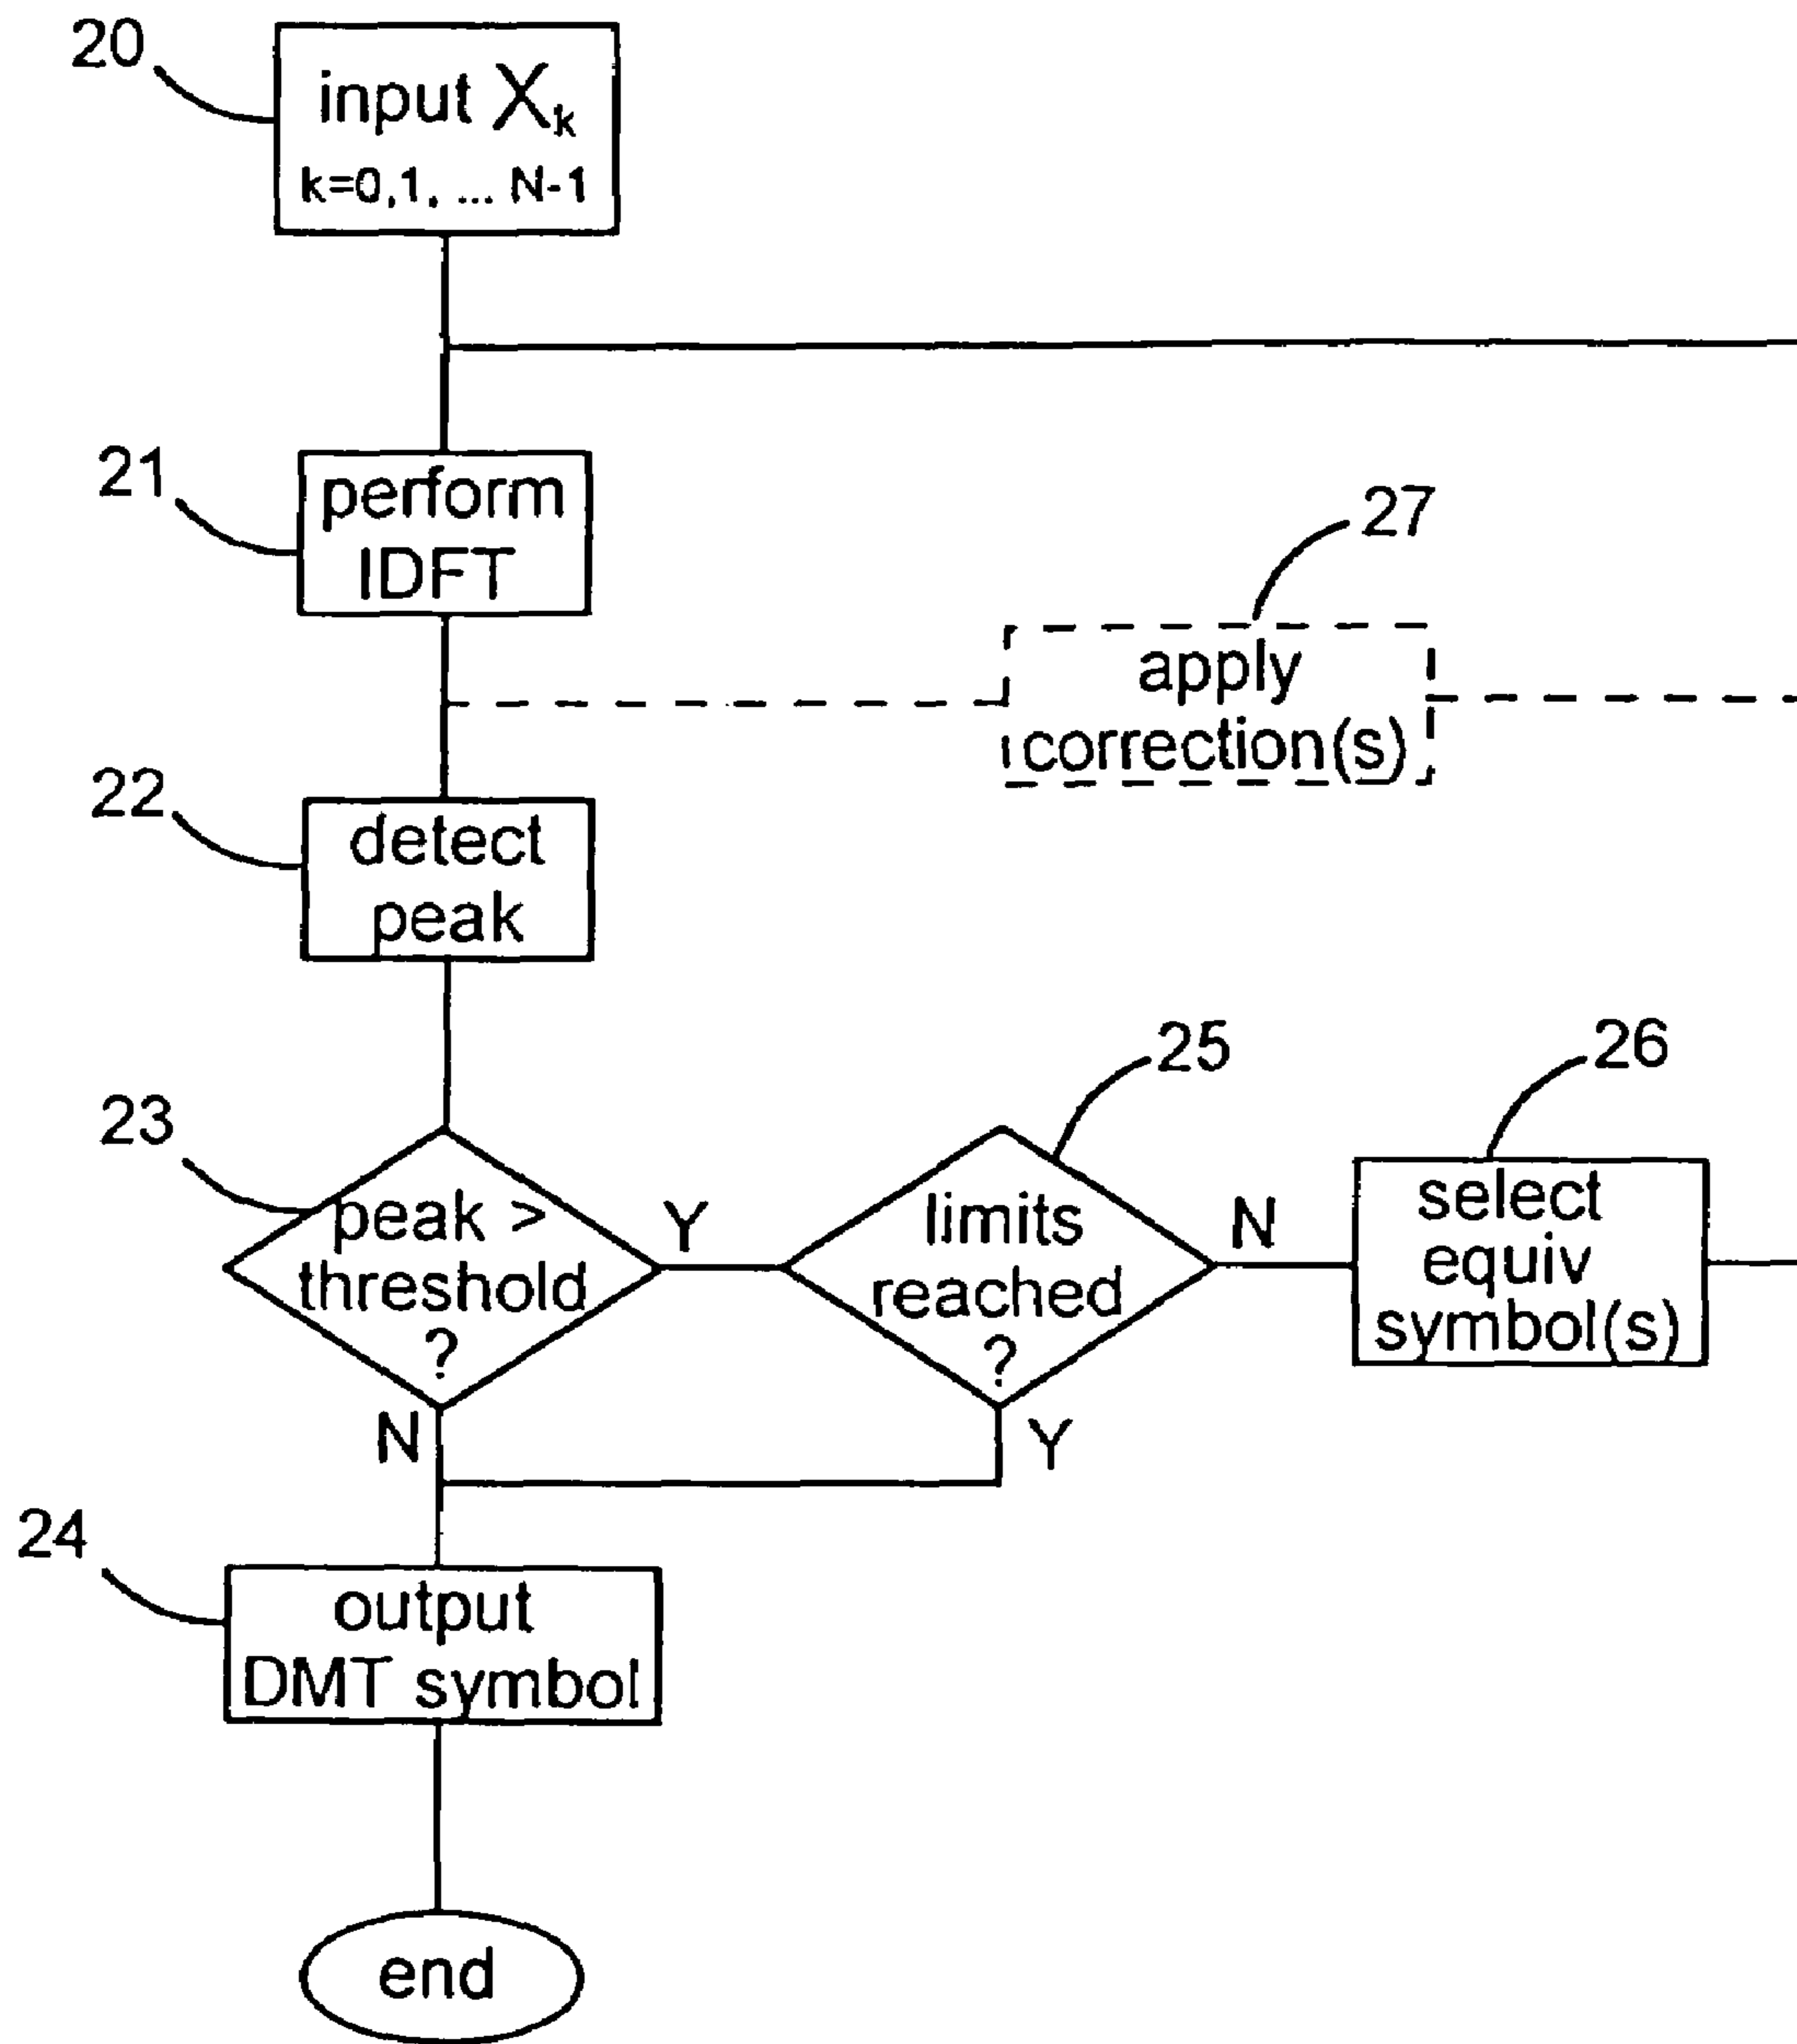 20
input Xk
k=0,1, ... N-1
21
perform
IDFT
27
apply
correction(s)
22
detect
peak
23
peak >
threshold
?
Y
N
25
limits
reached
?
N
Y
26
select
equiv
symbol(s)
24
output
DMT symbol
end